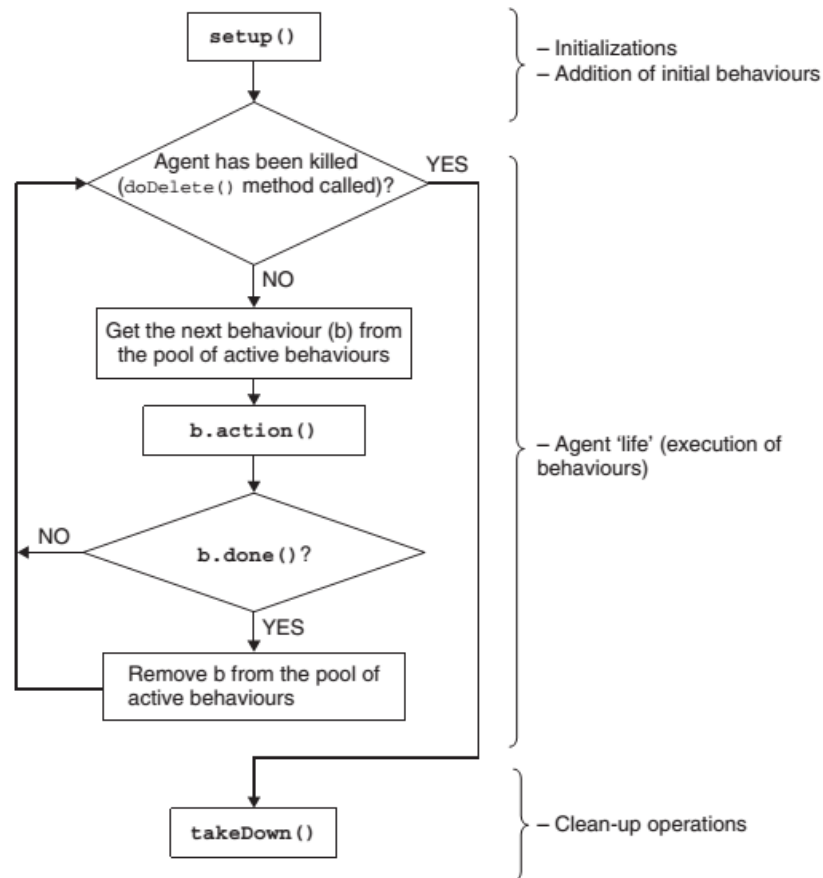 setup()
– Initializations
– Addition of initial behaviours
Agent has been killed
(doDelete() method called)?
YES
NO
Get the next behaviour (b) from
the pool of active behaviours
b.action()
– Agent ‘life’ (execution of
behaviours)
NO
b.done()?
YES
Remove b from the pool of
active behaviours
takeDown()
– Clean-up operations